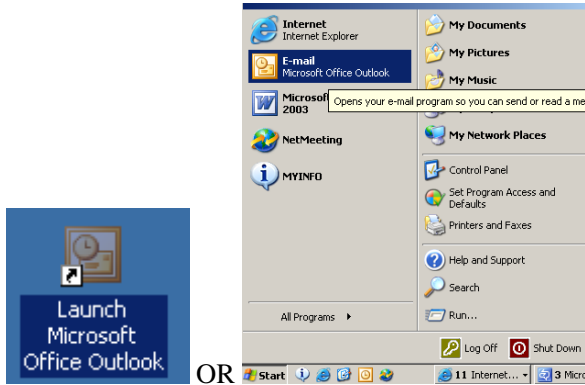 Launch
Microsoft
Office Outlook
OR
Internet
Internet Explorer
E-mail
Microsoft Office Outlook
Microsof
2003
Opens your e-mail program so you can send or read a me
NetMeeting
MYINFO
All Programs
My Documents
My Pictures
My Music
My Network Places
Control Panel
Set Program Access and
Defaults
Printers and Faxes
Help and Support
Search
Run...
Log Off
Shut Down
Start
11 Internet...
3 Micro